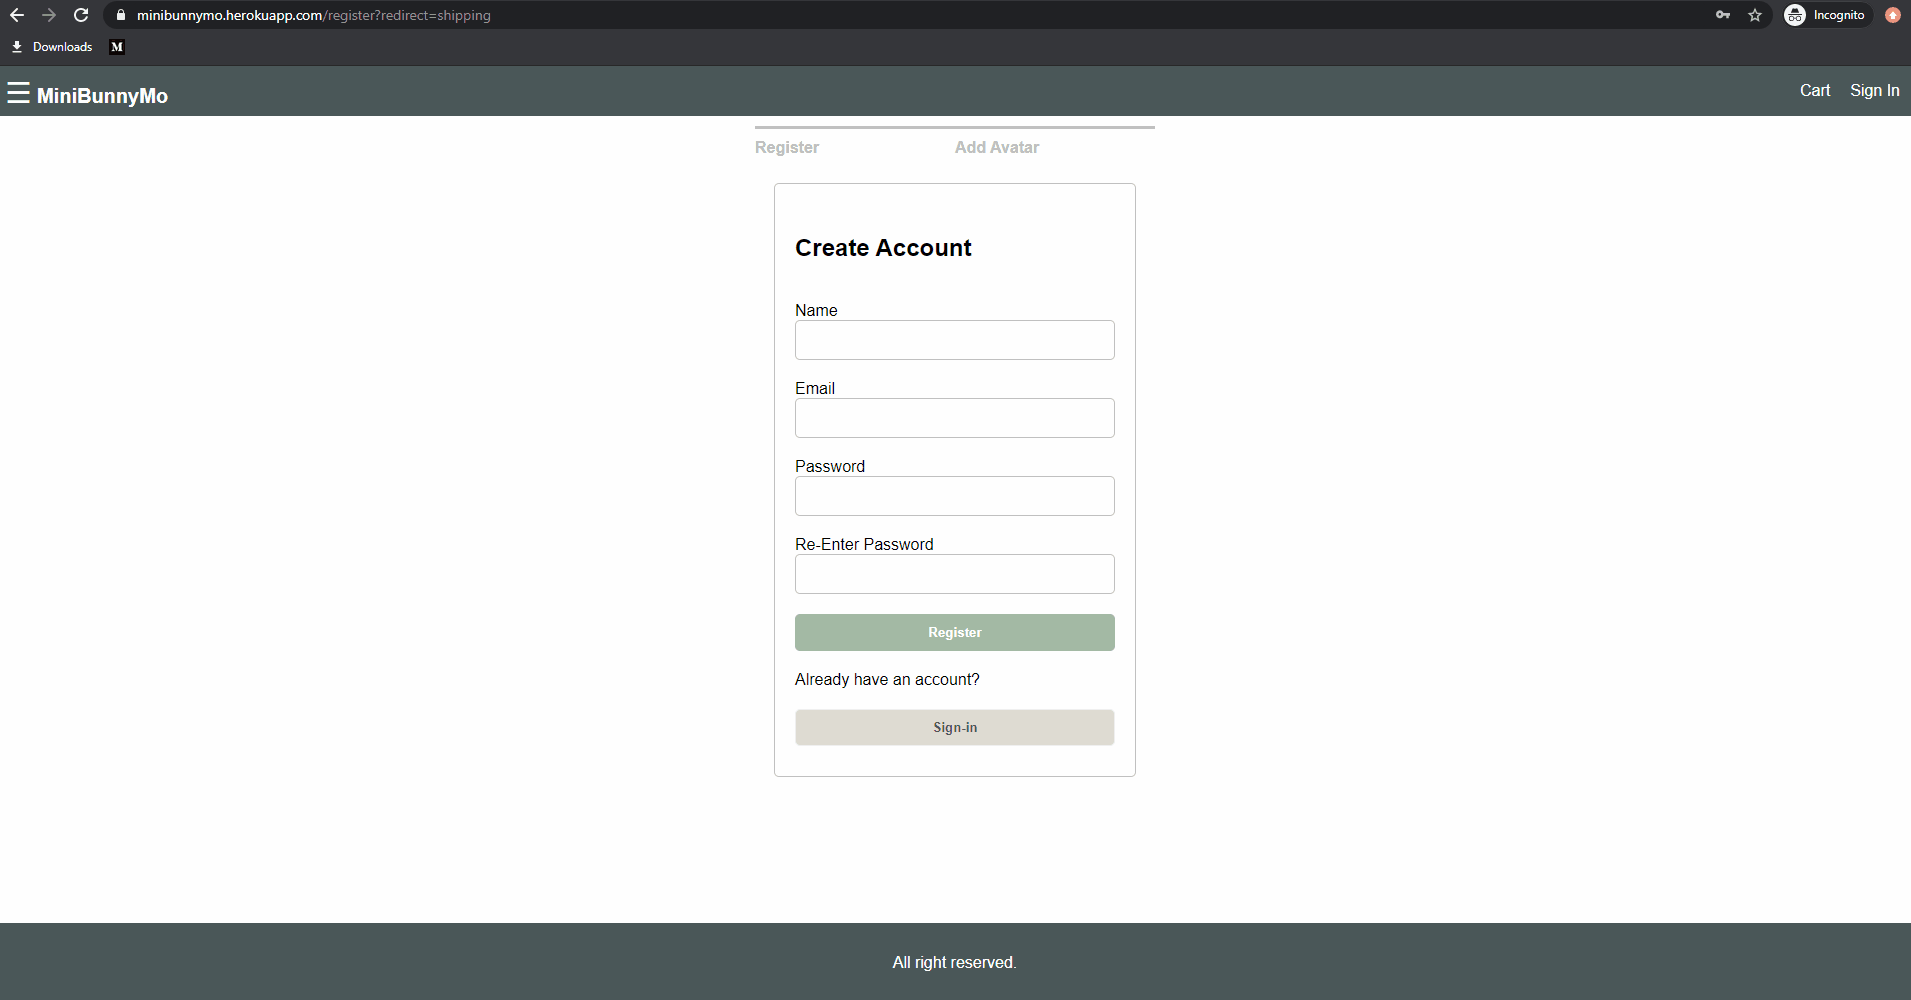 minibunnymo.herokuapp.com/register?redirect=shipping
Incognito
Downloads M
MiniBunnyMo
Cart Sign In
Register Add Avatar
Create Account
Name
Email
Password
Re-Enter Password
Register
Already have an account?
Sign-in
All right reserved.